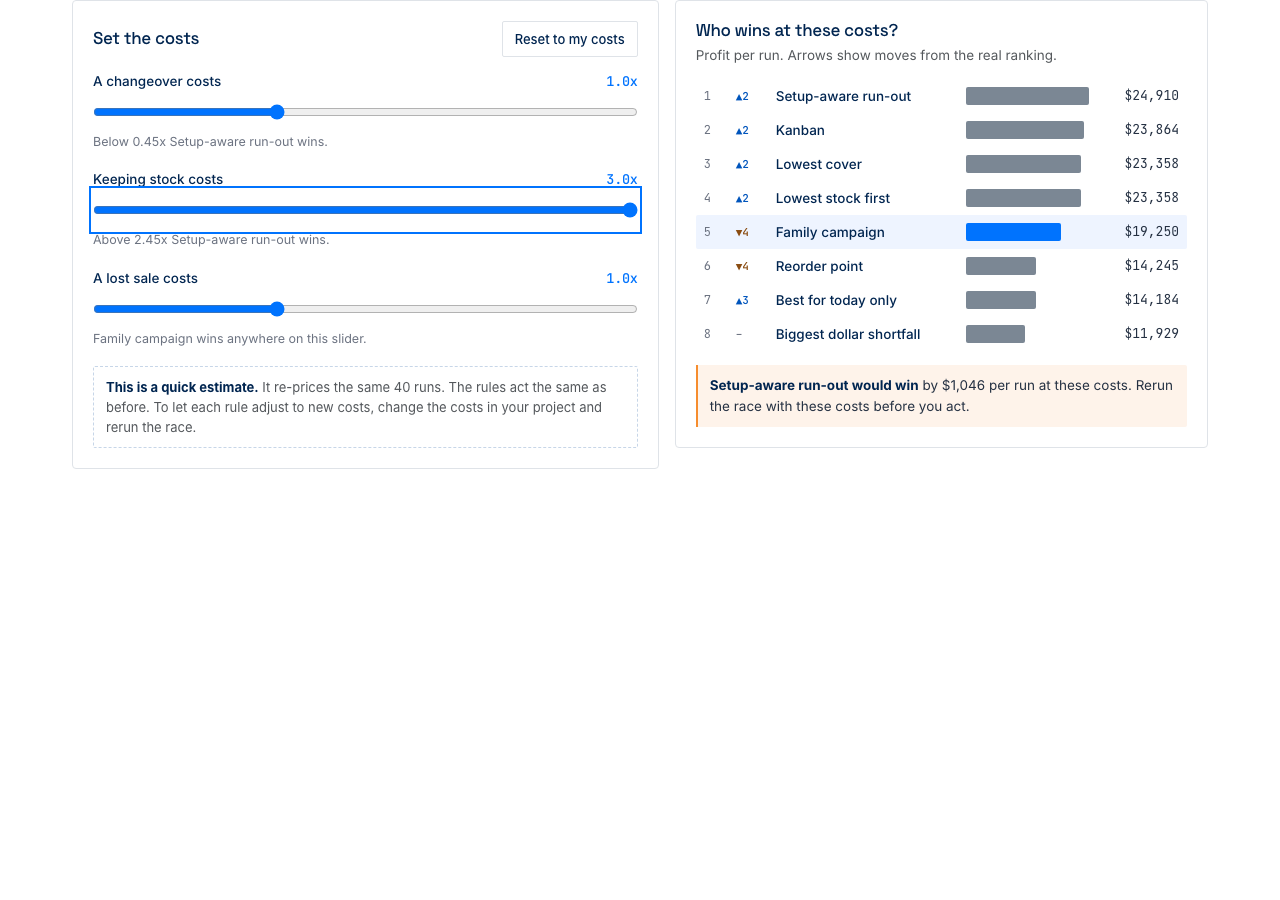 Set the costs
Reset to my costs
A changeover costs
1.0x
Below 0.45x Setup-aware run-out wins.
Keeping stock costs
3.0x
Above 2.45x Setup-aware run-out wins.
A lost sale costs
1.0x
Family campaign wins anywhere on this slider.
This is a quick estimate. It re-prices the same 40 runs. The rules act the same as
before. To let each rule adjust to new costs, change the costs in your project and
rerun the race.
Who wins at these costs?
Profit per run. Arrows show moves from the real ranking.
1 ▲2 Setup-aware run-out $24,910
2 ▲2 Kanban $23,864
3 ▲2 Lowest cover $23,358
4 ▲2 Lowest stock first $23,358
5 ▼4 Family campaign $19,250
6 ▼4 Reorder point $14,245
7 ▲3 Best for today only $14,184
8 – Biggest dollar shortfall $11,929
Setup-aware run-out would win by $1,046 per run at these costs. Rerun
the race with these costs before you act.